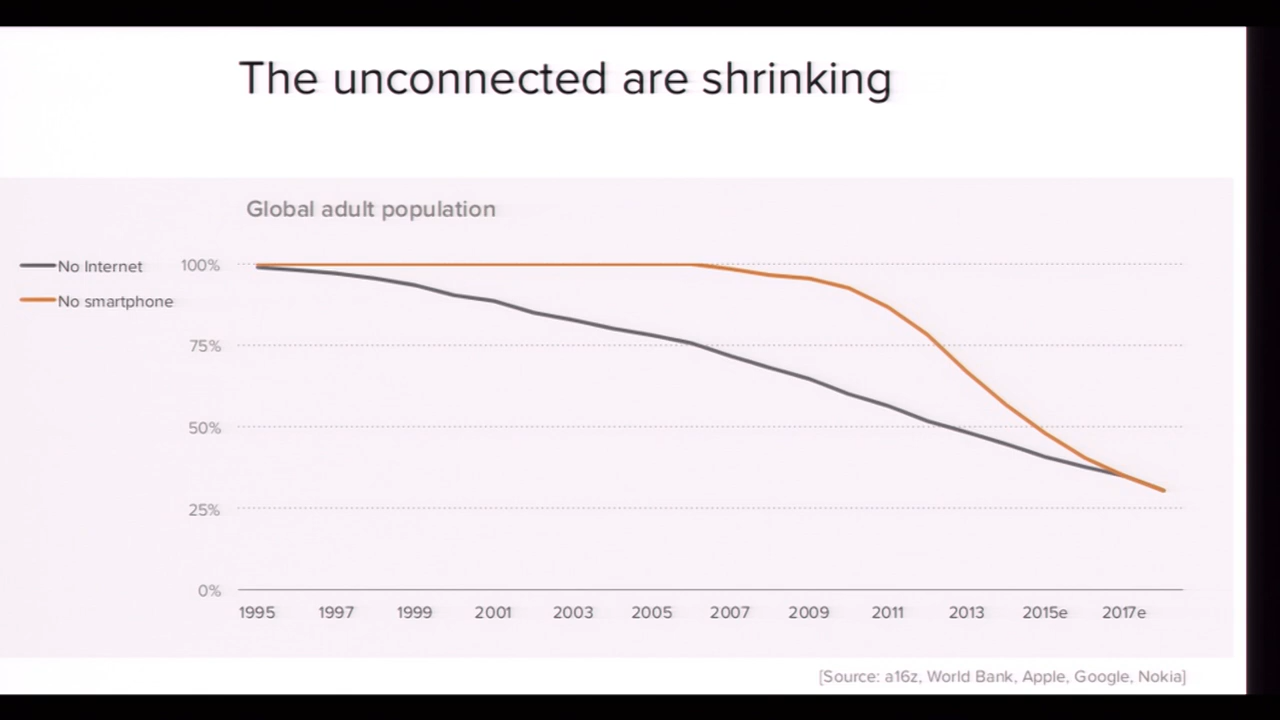 The unconnected are shrinking
Global adult population
No Internet
No smartphone
100%
75%
50%
25%
0%
1995 1997 1999 2001 2003 2005 2007 2009 2011 2013 2015e 2017e
[Source: a16z, World Bank, Apple, Google, Nokia]